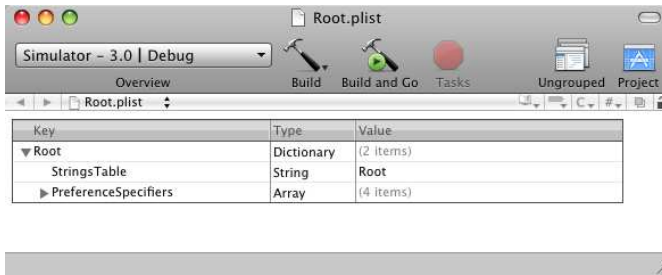 Root.plist
Simulator - 3.0 | Debug
Overview Build Build and Go Tasks Ungrouped Project
Root.plist C #
Key Type Value
Root Dictionary (2 items)
StringsTable String Root
PreferenceSpecifiers Array (4 items)